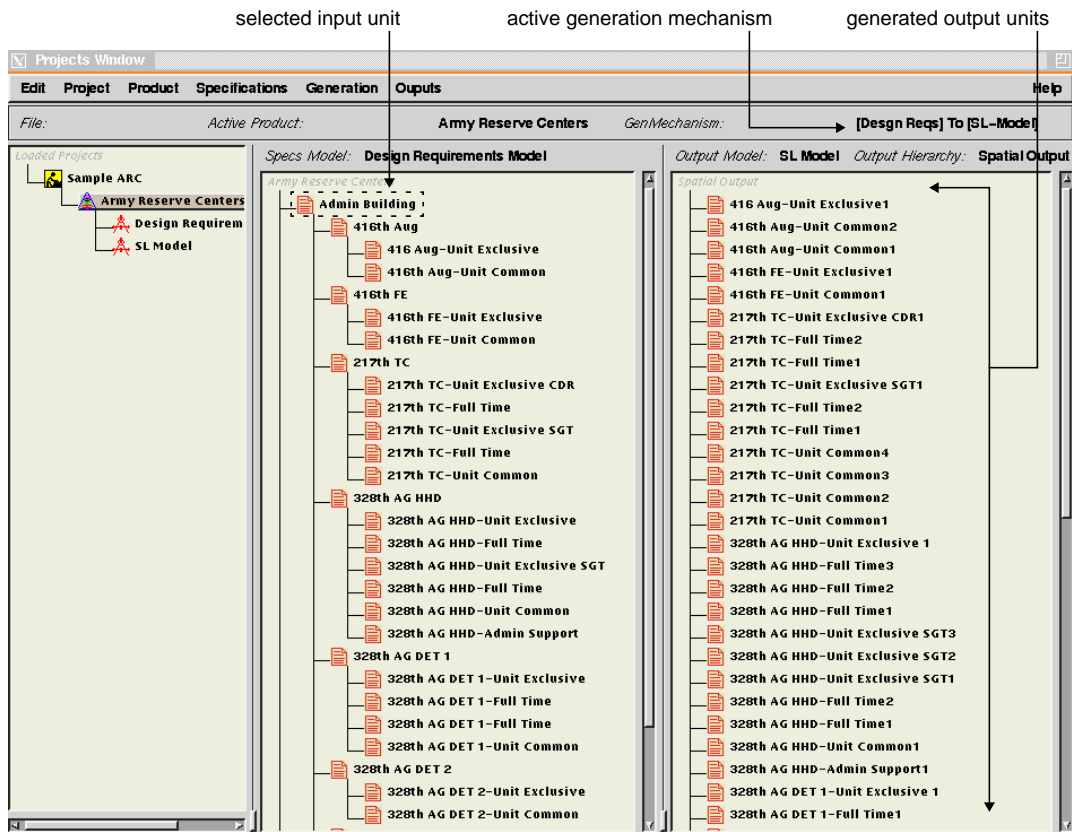 selected input unit active generation mechanism generated output units
Projects Window
Edit Project Product Specifications Generation Ouputs Help
File: Active Product: Army Reserve Centers GenMechanism: [Desgn Reqs] To [SL-Model]
Loaded Projects
Sample ARC
Army Reserve Centers
Design Requirem
SL Model
Specs Model: Design Requirements Model
Army Reserve Cente
Admin Building
416th Aug
416 Aug-Unit Exclusive
416th Aug-Unit Common
416th FE
416th FE-Unit Exclusive
416th FE-Unit Common
217th TC
217th TC-Unit Exclusive CDR
217th TC-Full Time
217th TC-Unit Exclusive SGT
217th TC-Full Time
217th TC-Unit Common
328th AG HHD
328th AG HHD-Unit Exclusive
328th AG HHD-Full Time
328th AG HHD-Unit Exclusive SGT
328th AG HHD-Full Time
328th AG HHD-Unit Common
328th AG HHD-Admin Support
328th AG DET 1
328th AG DET 1-Unit Exclusive
328th AG DET 1-Full Time
328th AG DET 1-Full Time
328th AG DET 1-Unit Common
328th AG DET 2
328th AG DET 2-Unit Exclusive
328th AG DET 2-Unit Common
Output Model: SL Model Output Hierarchy: Spatial Output
Spatial Output
416 Aug-Unit Exclusive1
416th Aug-Unit Common2
416th Aug-Unit Common1
416th FE-Unit Exclusive1
416th FE-Unit Common1
217th TC-Unit Exclusive CDR1
217th TC-Full Time2
217th TC-Full Time1
217th TC-Unit Exclusive SGT1
217th TC-Full Time2
217th TC-Full Time1
217th TC-Unit Common4
217th TC-Unit Common3
217th TC-Unit Common2
217th TC-Unit Common1
328th AG HHD-Unit Exclusive 1
328th AG HHD-Full Time3
328th AG HHD-Full Time2
328th AG HHD-Full Time1
328th AG HHD-Unit Exclusive SGT3
328th AG HHD-Unit Exclusive SGT2
328th AG HHD-Unit Exclusive SGT1
328th AG HHD-Full Time2
328th AG HHD-Full Time1
328th AG HHD-Unit Common1
328th AG HHD-Admin Support1
328th AG DET 1-Unit Exclusive 1
328th AG DET 1-Full Time1